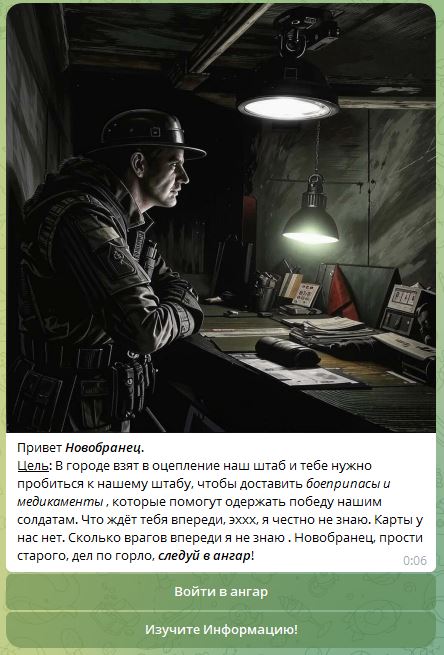 Привет Новобранец.
Цель: В городе взят в оцепление наш штаб и тебе нужно
пробиться к нашему штабу, чтобы доставить боеприпасы и
медикаменты , которые помогут одержать победу нашим
солдатам. Что ждёт тебя впереди, эххх, я честно не знаю. Карты у
нас нет. Сколько врагов впереди я не знаю . Новобранец, прости
старого, дел по горло, следуй в ангар!
0:06
Войти в ангар
Изучите Информацию!